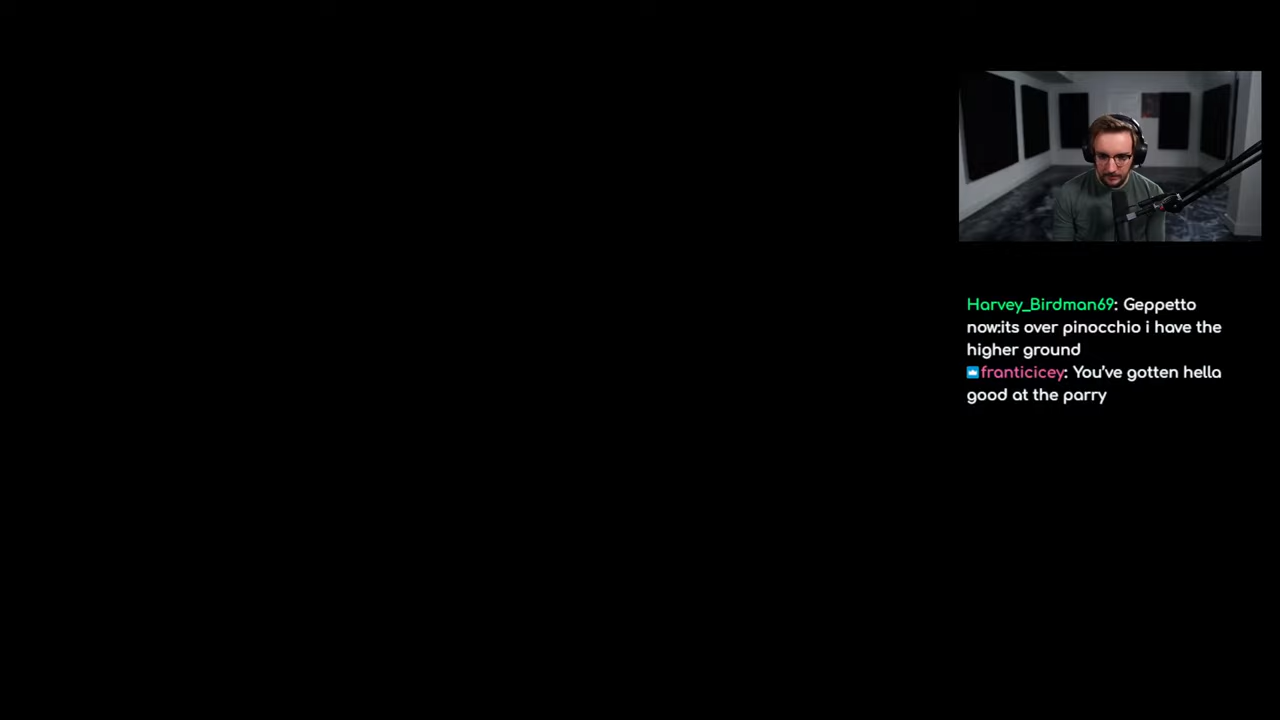 Harvey_Birdman69: Geppetto
now:its over pinocchio i have the
higher ground
franticicey: You've gotten hella
good at the parry